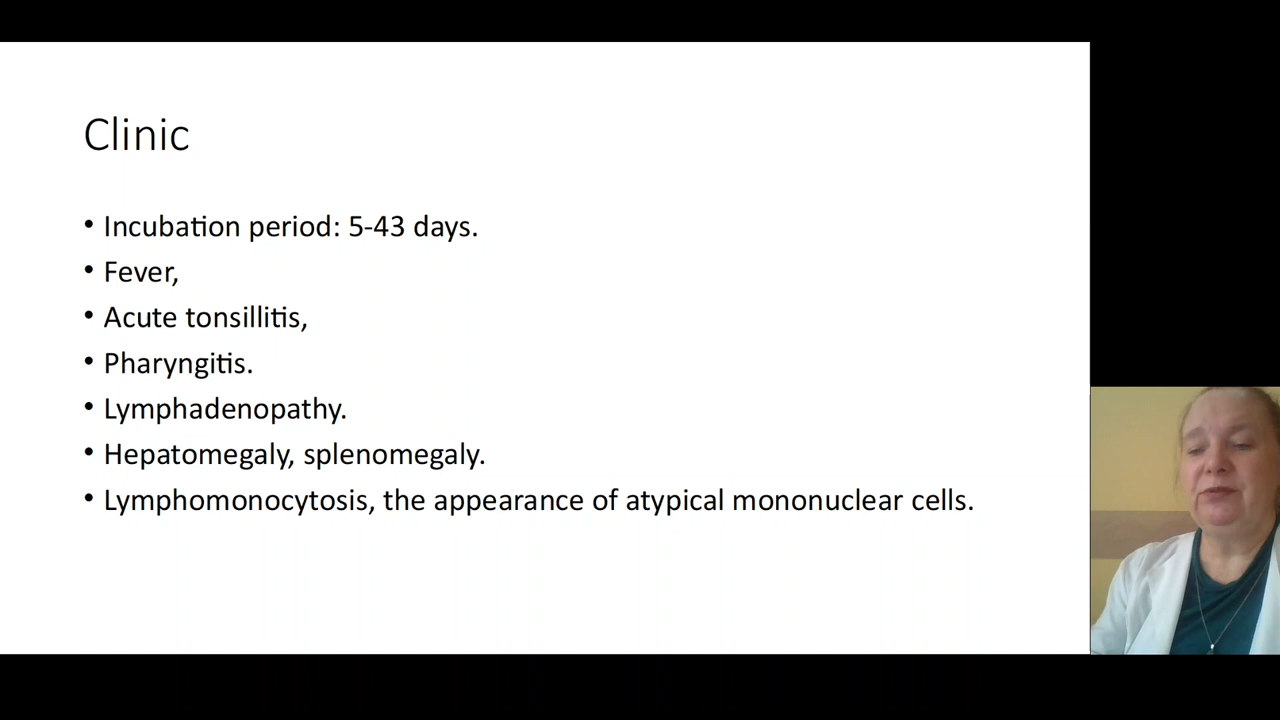 Clinic
• Incubation period: 5-43 days.
• Fever,
• Acute tonsillitis,
• Pharyngitis.
• Lymphadenopathy.
• Hepatomegaly, splenomegaly.
• Lymphomonocytosis, the appearance of atypical mononuclear cells.